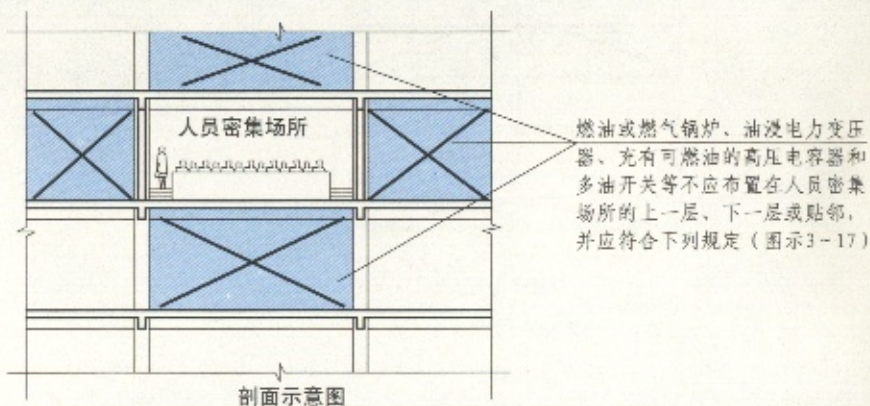 人员密集场所
燃油或燃气锅炉、油浸电力变压
器、充有可燃油的高压电容器和
多油开关等不应布置在人员密集
场所的上一层、下一层或贴邻，
并应符合下列规定（图示3-17）
剖面示意图